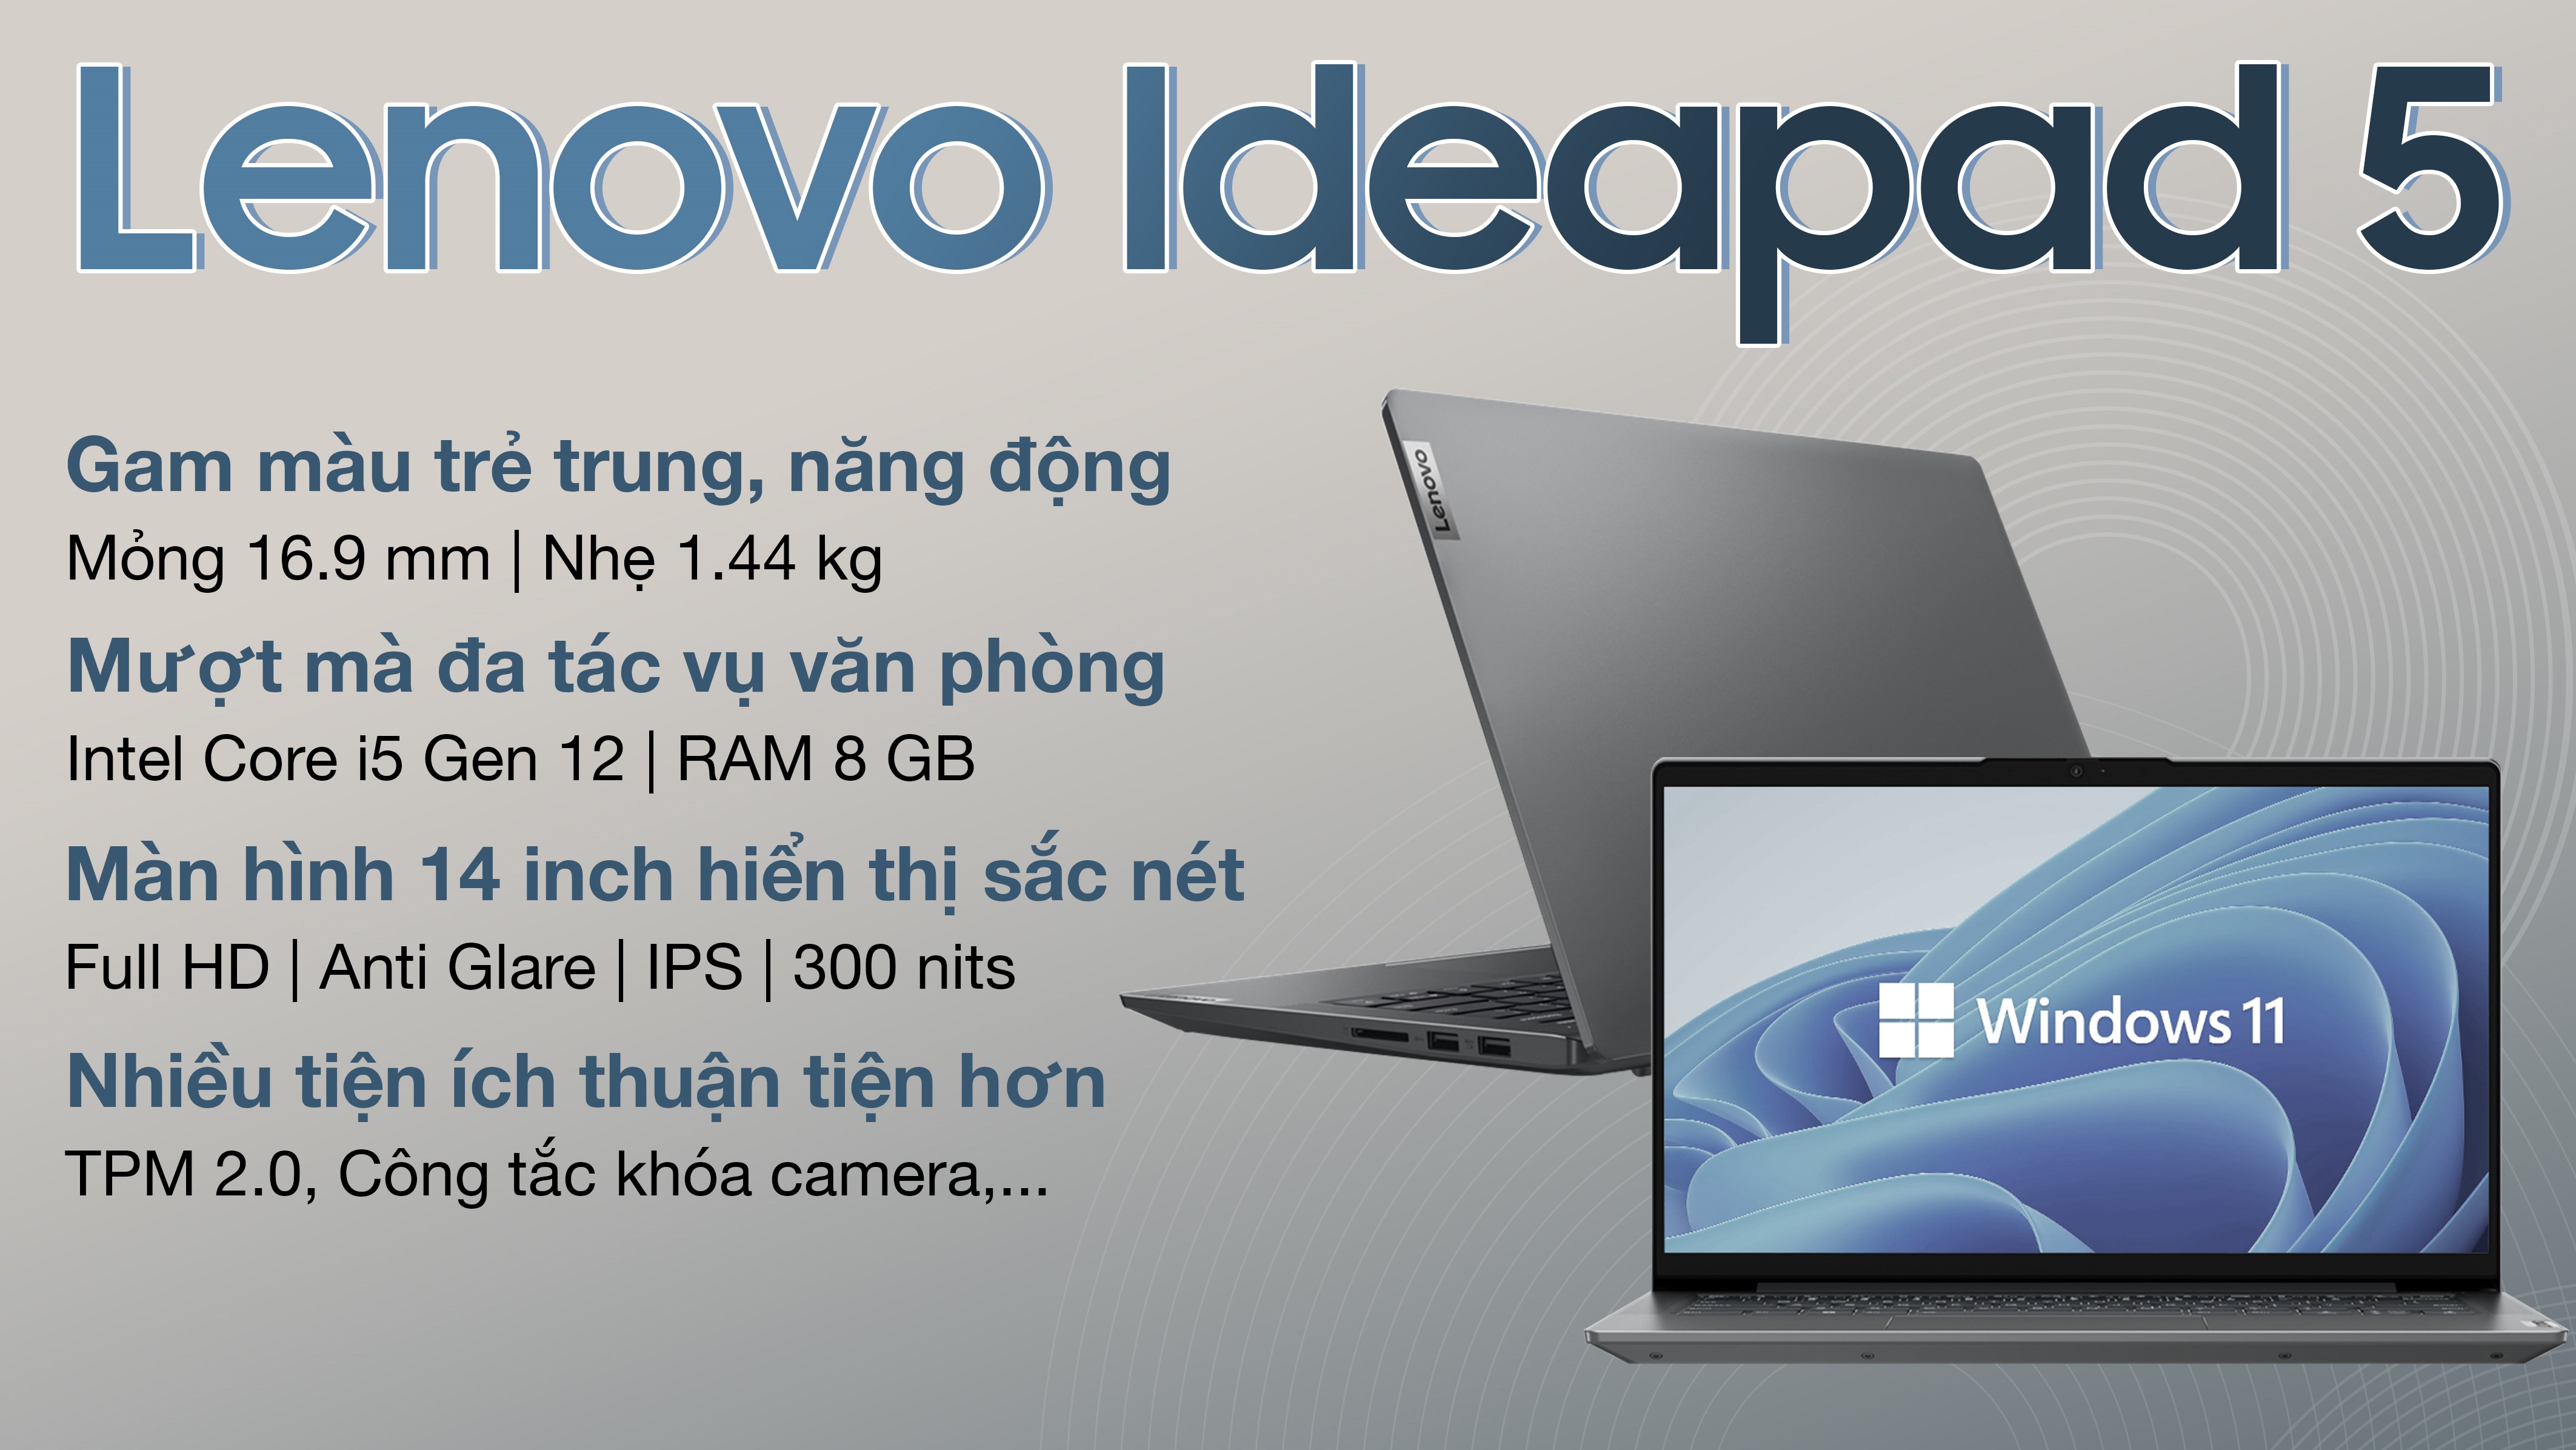 Lenovo Ideapad 5
Gam màu trẻ trung, năng động
Mỏng 16.9 mm | Nhẹ 1.44 kg
Mượt mà đa tác vụ văn phòng
Intel Core i5 Gen 12 | RAM 8 GB
Màn hình 14 inch hiển thị sắc nét
Full HD | Anti Glare | IPS | 300 nits
Nhiều tiện ích thuận tiện hơn
TPM 2.0, Công tắc khóa camera,...
Lenovo
Windows 11